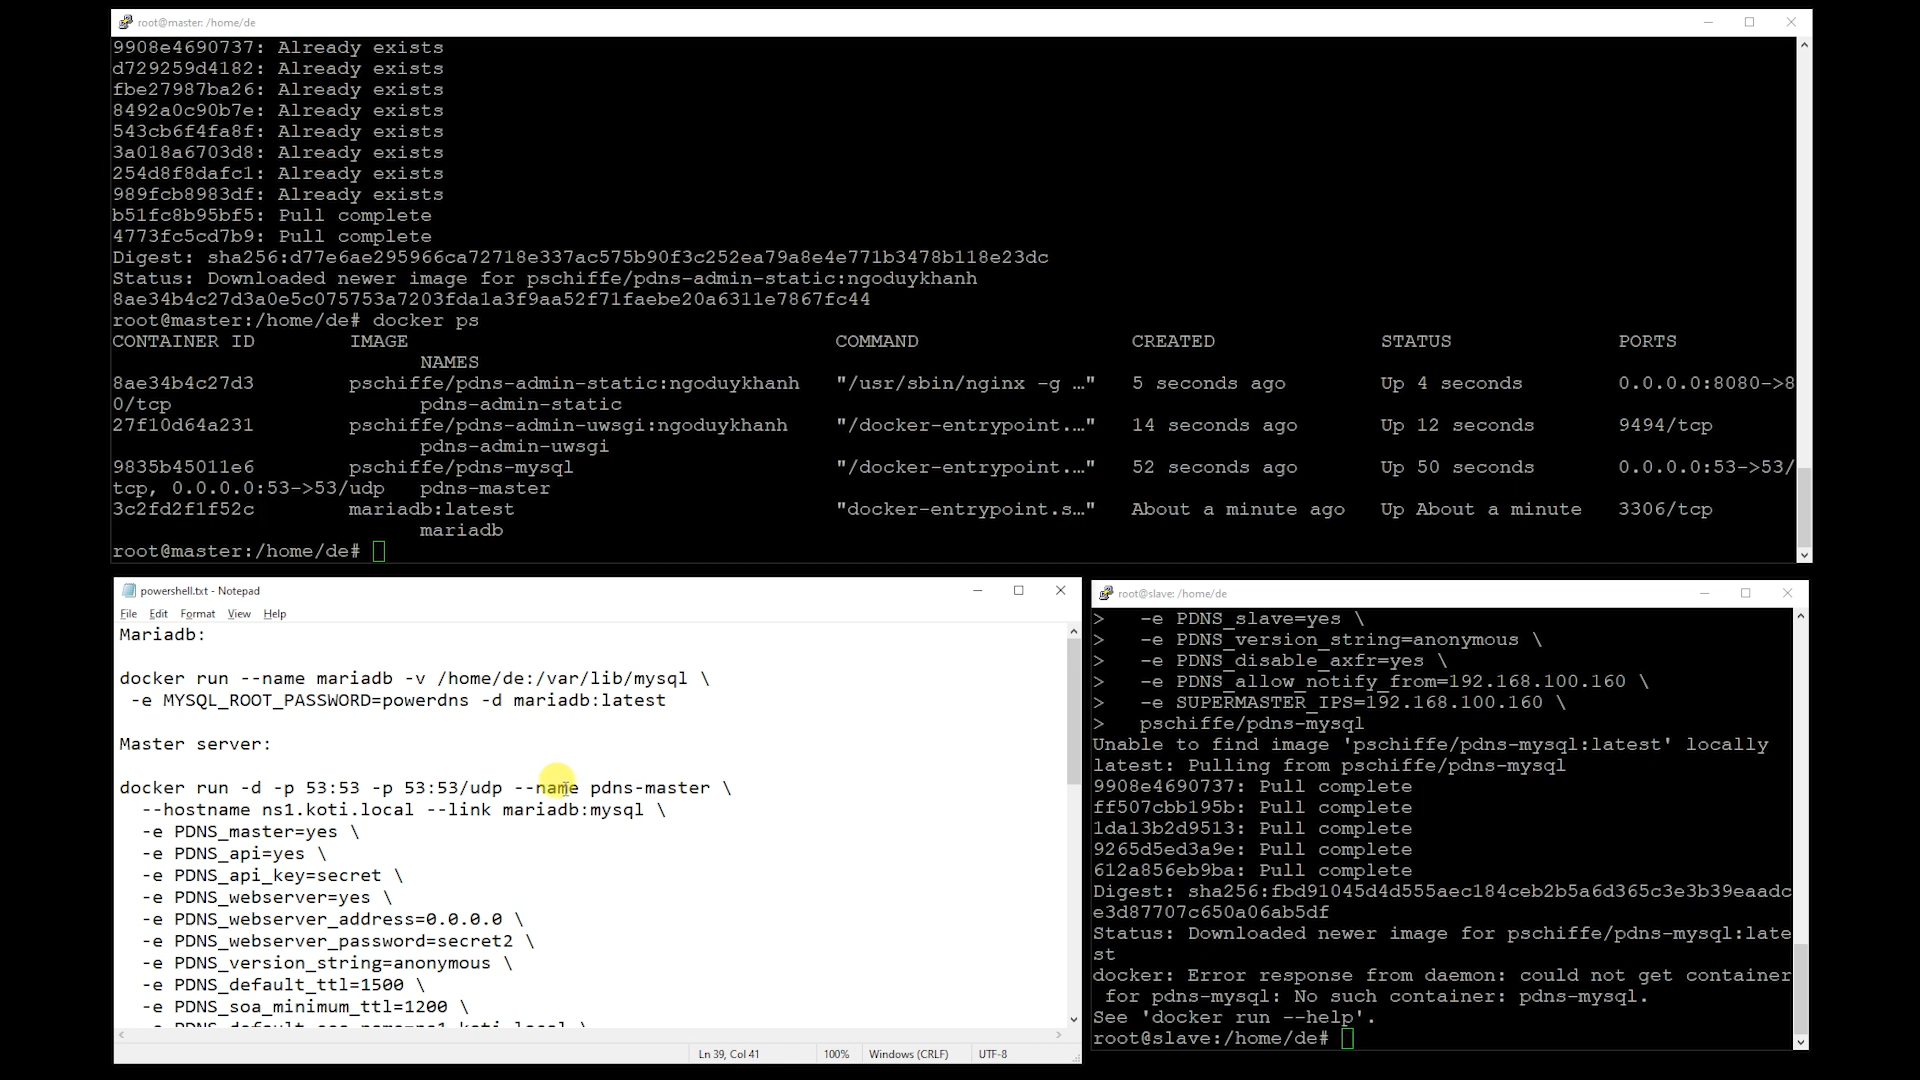 root@master: /home/de
9908e4690737: Already exists
d729259d4182: Already exists
fbe27987ba26: Already exists
8492a0c90b7e: Already exists
543cb6f4fa8f: Already exists
3a018a6703d8: Already exists
254d8f8dafc1: Already exists
989fcb8983df: Already exists
b51fc8b95bf5: Pull complete
4773fc5cd7b9: Pull complete
Digest: sha256:d77e6ae295966ca72718e337ac575b90f3c252ea79a8e4e771b3478b118e23dc
Status: Downloaded newer image for pschiffe/pdns-admin-static:ngoduykhanh
8ae34b4c27d3a0e5c075753a7203fda1a3f9aa52f71faebe20a6311e7867fc44
root@master:/home/de# docker ps
CONTAINER ID IMAGE COMMAND CREATED STATUS PORTS
NAMES
8ae34b4c27d3 pschiffe/pdns-admin-static:ngoduykhanh "/usr/sbin/nginx -g …" 5 seconds ago Up 4 seconds 0.0.0.0:8080->8
0/tcp pdns-admin-static
27f10d64a231 pschiffe/pdns-admin-uwsgi:ngoduykhanh "/docker-entrypoint.…" 14 seconds ago Up 12 seconds 9494/tcp
pdns-admin-uwsgi
9835b45011e6 pschiffe/pdns-mysql "/docker-entrypoint.…" 52 seconds ago Up 50 seconds 0.0.0.0:53->53/
tcp, 0.0.0.0:53->53/udp pdns-master
3c2fd2f1f52c mariadb:latest "docker-entrypoint.s…" About a minute ago Up About a minute 3306/tcp
mariadb
root@master:/home/de#
powershell.txt - Notepad
File Edit Format View Help
Mariadb:
docker run --name mariadb -v /home/de:/var/lib/mysql \
-e MYSQL_ROOT_PASSWORD=powerdns -d mariadb:latest
Master server:
docker run -d -p 53:53 -p 53:53/udp --name pdns-master \
--hostname ns1.koti.local --link mariadb:mysql \
-e PDNS_master=yes \
-e PDNS_api=yes \
-e PDNS_api_key=secret \
-e PDNS_webserver=yes \
-e PDNS_webserver_address=0.0.0.0 \
-e PDNS_webserver_password=secret2 \
-e PDNS_version_string=anonymous \
-e PDNS_default_ttl=1500 \
-e PDNS_soa_minimum_ttl=1200 \
Ln 39, Col 41 100% Windows (CRLF) UTF-8
root@slave: /home/de
> -e PDNS_slave=yes \
> -e PDNS_version_string=anonymous \
> -e PDNS_disable_axfr=yes \
> -e PDNS_allow_notify_from=192.168.100.160 \
> -e SUPERMASTER_IPS=192.168.100.160 \
> pschiffe/pdns-mysql
Unable to find image 'pschiffe/pdns-mysql:latest' locally
latest: Pulling from pschiffe/pdns-mysql
9908e4690737: Pull complete
ff507cbb195b: Pull complete
1da13b2d9513: Pull complete
9265d5ed3a9e: Pull complete
612a856eb9ba: Pull complete
Digest: sha256:fbd91045d4d555aec184ceb2b5a6d365c3e3b39eaadc
e3d87707c650a06ab5df
Status: Downloaded newer image for pschiffe/pdns-mysql:late
st
docker: Error response from daemon: could not get container
for pdns-mysql: No such container: pdns-mysql.
See 'docker run --help'.
root@slave:/home/de#